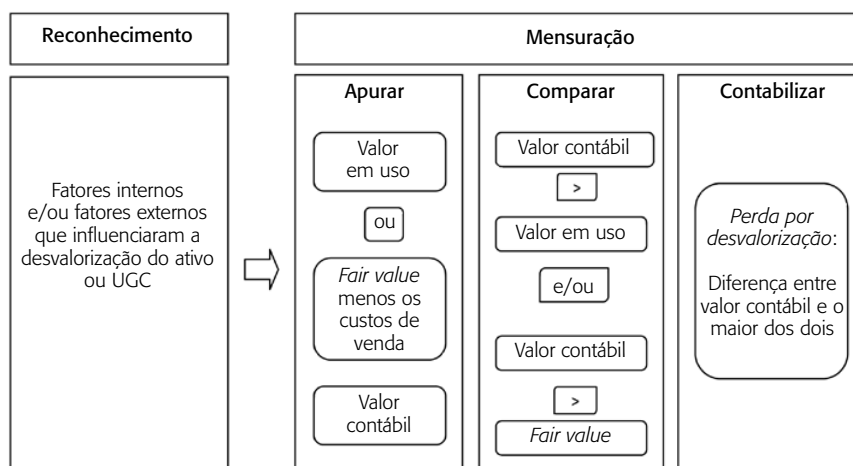 Reconhecimento
Mensuração
Fatores internos
e/ou fatores externos
que influenciaram a
desvalorização do ativo
ou UGC
Apurar
Valor
em uso
ou
Fair value
menos os
custos de
venda
Valor
contábil
Comparar
Valor contábil
>
Valor em uso
e/ou
Valor contábil
>
Fair value
Contabilizar
Perda por
desvalorização:
Diferença entre
valor contábil e o
maior dos dois